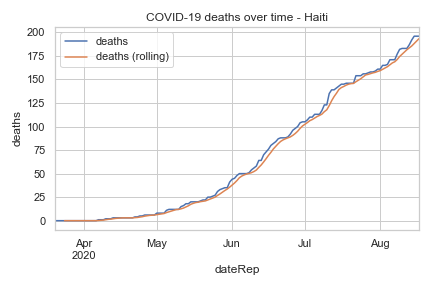 COVID-19 deaths over time - Haiti
deaths
deaths (rolling)
200
175
150
125
100
75
50
25
0
deaths
Apr
2020
May
Jun
Jul
Aug
dateRep